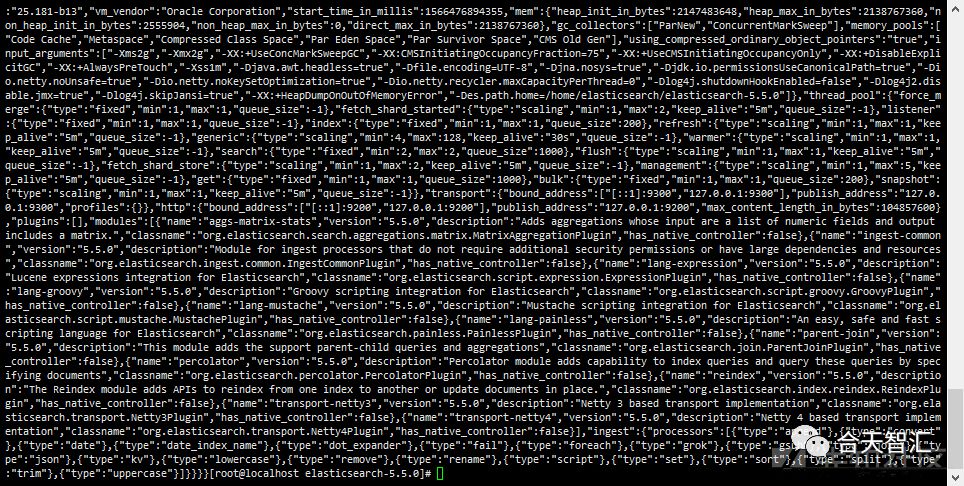 :"25.181-b13","vm_vendor":"Oracle Corporation","start_time_in_millis":1566476894355,"mem":{"heap_init_in_bytes":2147483648,"heap_max_in_bytes":2138767360,"n
on_heap_init_in_bytes":2555904,"non_heap_max_in_bytes":0,"direct_max_in_bytes":2138767360},"gc_collectors":["ParNew","ConcurrentMarkSweep"],"memory_pools":[
"Code Cache","Metaspace","Compressed Class Space","Par Eden Space","Par Survivor Space","CMS Old Gen"],"using_compressed_ordinary_object_pointers":"true","i
nput_arguments":["-Xms2g","-Xmx2g","-XX:+UseConcMarkSweepGC","-XX:CMSInitiatingOccupancyFraction=75","-XX:+UseCMSInitiatingOccupancyOnly","-XX:+DisableExpli
citGC","-XX:+AlwaysPreTouch","-Xss1m","-Djava.awt.headless=true","-Dfile.encoding=UTF-8","-Djna.nosys=true","-Djdk.io.permissionsUseCanonicalPath=true","-Di
o.netty.noUnsafe=true","-Dio.netty.noKeySetOptimization=true","-Dio.netty.recycler.maxCapacityPerThread=0","-Dlog4j.shutdownHookEnabled=false","-Dlog4j2.dis
able.jmx=true","-Dlog4j.skipJansi=true","-XX:+HeapDumpOnOutOfMemoryError","-Des.path.home=/home/elasticsearch/elasticsearch-5.5.0"]},"thread_pool":{"force_m
erge":{"type":"fixed","min":1,"max":1,"queue_size":-1},"fetch_shard_started":{"type":"scaling","min":1,"max":2,"keep_alive":"5m","queue_size":-1},"listener"
:{"type":"fixed","min":1,"max":1,"queue_size":-1},"index":{"type":"fixed","min":1,"max":1,"queue_size":200},"refresh":{"type":"scaling","min":1,"max":1,"kee
p_alive":"5m","queue_size":-1},"generic":{"type":"scaling","min":4,"max":128,"keep_alive":"30s","queue_size":-1},"warmer":{"type":"scaling","min":1,"max":1,
"keep_alive":"5m","queue_size":-1},"search":{"type":"fixed","min":2,"max":2,"queue_size":1000},"flush":{"type":"scaling","min":1,"max":1,"keep_alive":"5m","
queue_size":-1},"fetch_shard_store":{"type":"scaling","min":1,"max":2,"keep_alive":"5m","queue_size":-1},"management":{"type":"scaling","min":1,"max":5,"kee
p_alive":"5m","queue_size":-1},"get":{"type":"fixed","min":1,"max":1,"queue_size":1000},"bulk":{"type":"fixed","min":1,"max":1,"queue_size":200},"snapshot":
{"type":"scaling","min":1,"max":1,"keep_alive":"5m","queue_size":-1}},"transport":{"bound_address":["[::1]:9300","127.0.0.1:9300"],"publish_address":"127.0.
0.1:9300","profiles":{}},"http":{"bound_address":["[::1]:9200","127.0.0.1:9200"],"publish_address":"127.0.0.1:9200","max_content_length_in_bytes":104857600}
,"plugins":[],"modules":[{"name":"aggs-matrix-stats","version":"5.5.0","description":"Adds aggregations whose input are a list of numeric fields and output
includes a matrix.","classname":"org.elasticsearch.search.aggregations.matrix.MatrixAggregationPlugin","has_native_controller":false},{"name":"ingest-common
","version":"5.5.0","description":"Module for ingest processors that do not require additional security permissions or have large dependencies and resources
","classname":"org.elasticsearch.ingest.common.IngestCommonPlugin","has_native_controller":false},{"name":"lang-expression","version":"5.5.0","description":
"Lucene expression integration for Elasticsearch","classname":"org.elasticsearch.script.expression.ExpressionPlugin","has_native_controller":false},{"name"
:"lang-groovy","version":"5.5.0","description":"Groovy scripting integration for Elasticsearch","classname":"org.elasticsearch.script.groovy.GroovyPlugin","
has_native_controller":false},{"name":"lang-mustache","version":"5.5.0","description":"Mustache scripting integration for Elasticsearch","classname":"org.el
asticsearch.script.mustache.MustachePlugin","has_native_controller":false},{"name":"lang-painless","version":"5.5.0","description":"An easy, safe and fast s
cripting language for Elasticsearch","classname":"org.elasticsearch.painless.PainlessPlugin","has_native_controller":false},{"name":"parent-join","version":
"5.5.0","description":"This module adds the support parent-child queries and aggregations","classname":"org.elasticsearch.join.ParentJoinPlugin","has_native
_controller":false},{"name":"percolator","version":"5.5.0","description":"Percolator module adds capability to index queries and query these queries by spec
ifying documents","classname":"org.elasticsearch.percolator.PercolatorPlugin","has_native_controller":false},{"name":"reindex","version":"5.5.0","descriptio
n":"The Reindex module adds APIs to reindex from one index to another or update documents in place.","classname":"org.elasticsearch.index.reindex.ReindexPlu
gin","has_native_controller":false},{"name":"transport-netty3","version":"5.5.0","description":"Netty 3 based transport implementation","classname":"org.ela
sticsearch.transport.Netty3Plugin","has_native_controller":false},{"name":"transport-netty4","version":"5.5.0","description":"Netty 4 based transport implem
entation","classname":"org.elasticsearch.transport.Netty4Plugin","has_native_controller":false}],"ingest":{"processors":[{"type":
,{"type":"date"},{"type":"date_index_name"},{"type":"dot_expander"},{"type":"fail"},{"type":"foreach"},{"type":"grok"},{"type":
ype":"json"},{"type":"kv"},{"type":"lowercase"},{"type":"remove"},{"type":"rename"},{"type":"script"},{"type":"set"},{"type":"sort"},{"type":"split"},{"type"
:"trim"},{"type":"uppercase"}]}}}}[root@localhost elasticsearch-5.5.0]#
合天智汇